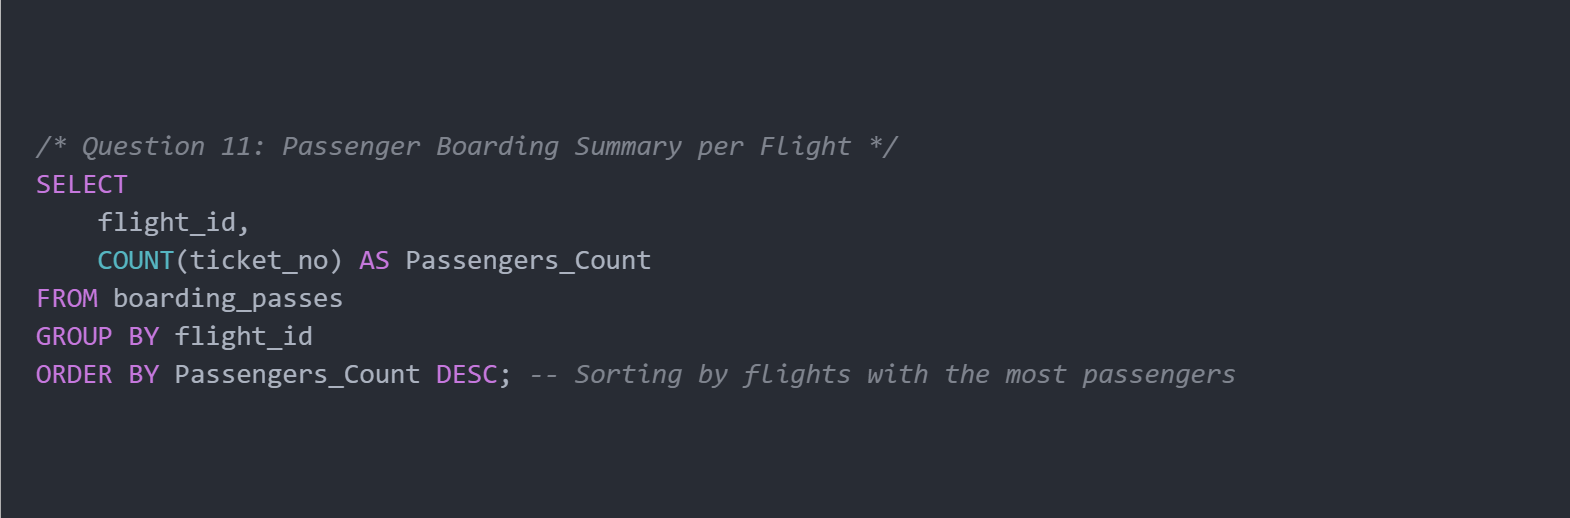 /* Question 11: Passenger Boarding Summary per Flight */
SELECT
    flight_id,
    COUNT(ticket_no) AS Passengers_Count
FROM boarding_passes
GROUP BY flight_id
ORDER BY Passengers_Count DESC; -- Sorting by flights with the most passengers